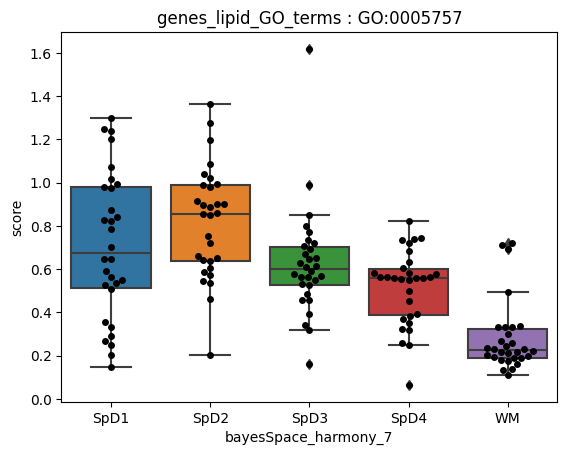 genes_lipid_GO_terms : GO:0005757
1.6
1.4
1.2
1.0
0.8
0.6
0.4
0.2
0.0
score
SpD1 SpD2 SpD3 SpD4 WM
bayesSpace_harmony_7